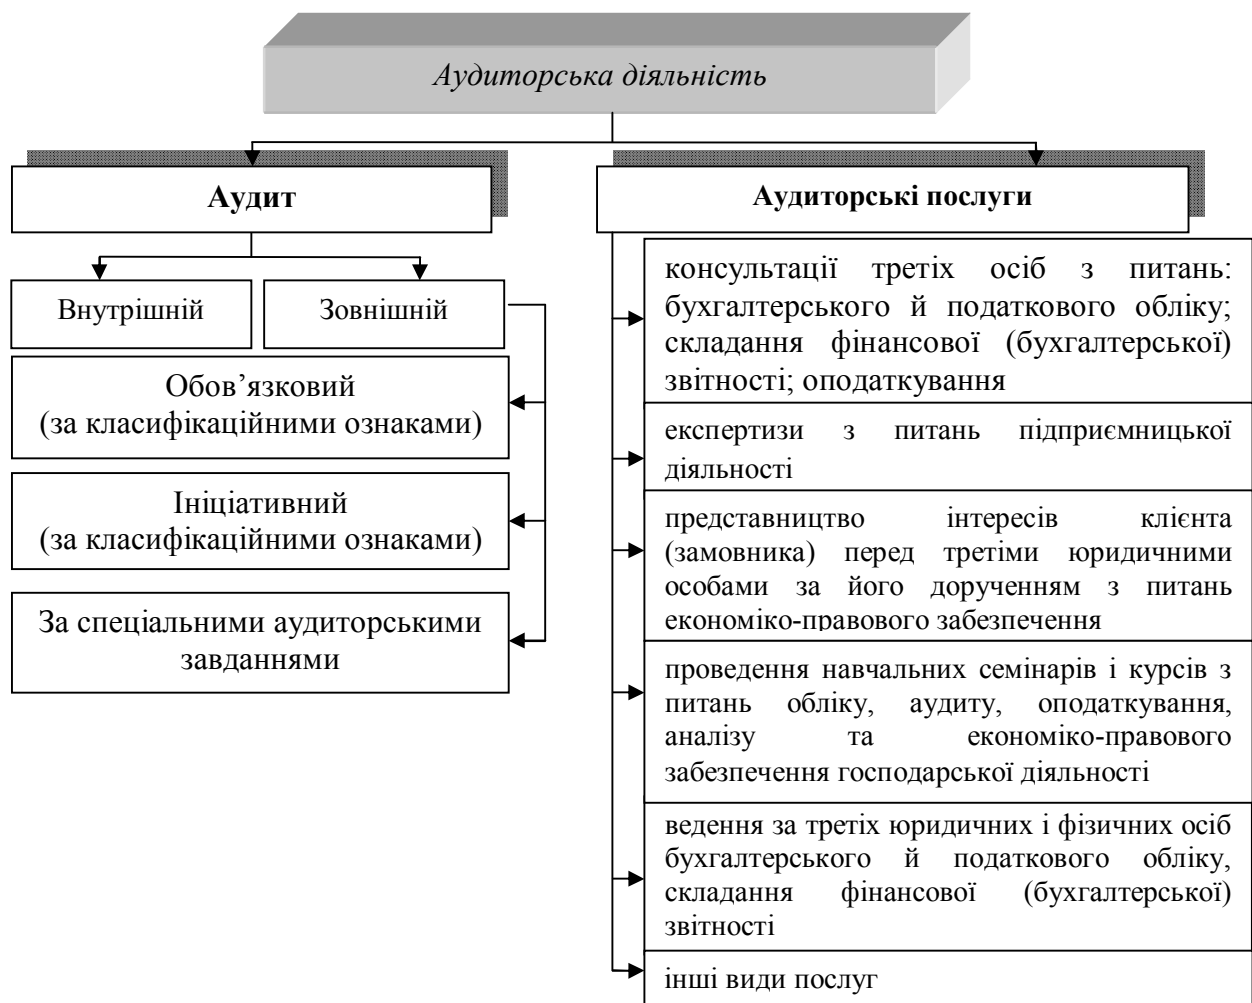 Аудиторська діяльність
Аудит
Внутрішній
Зовнішній
Обов’язковий
(за класифікаційними ознаками)
Ініціативний
(за класифікаційними ознаками)
За спеціальними аудиторськими
завданнями
Аудиторські послуги
консультації третіх осіб з питань:
бухгалтерського й податкового обліку;
складання фінансової (бухгалтерської)
звітності; оподаткування
експертизи з питань підприємницької
діяльності
представництво інтересів клієнта
(замовника) перед третіми юридичними
особами за його дорученням з питань
економіко-правового забезпечення
проведення навчальних семінарів і курсів з
питань обліку, аудиту, оподаткування,
аналізу та економіко-правового
забезпечення господарської діяльності
ведення за третіх юридичних і фізичних осіб
бухгалтерського й податкового обліку,
складання фінансової (бухгалтерської)
звітності
інші види послуг